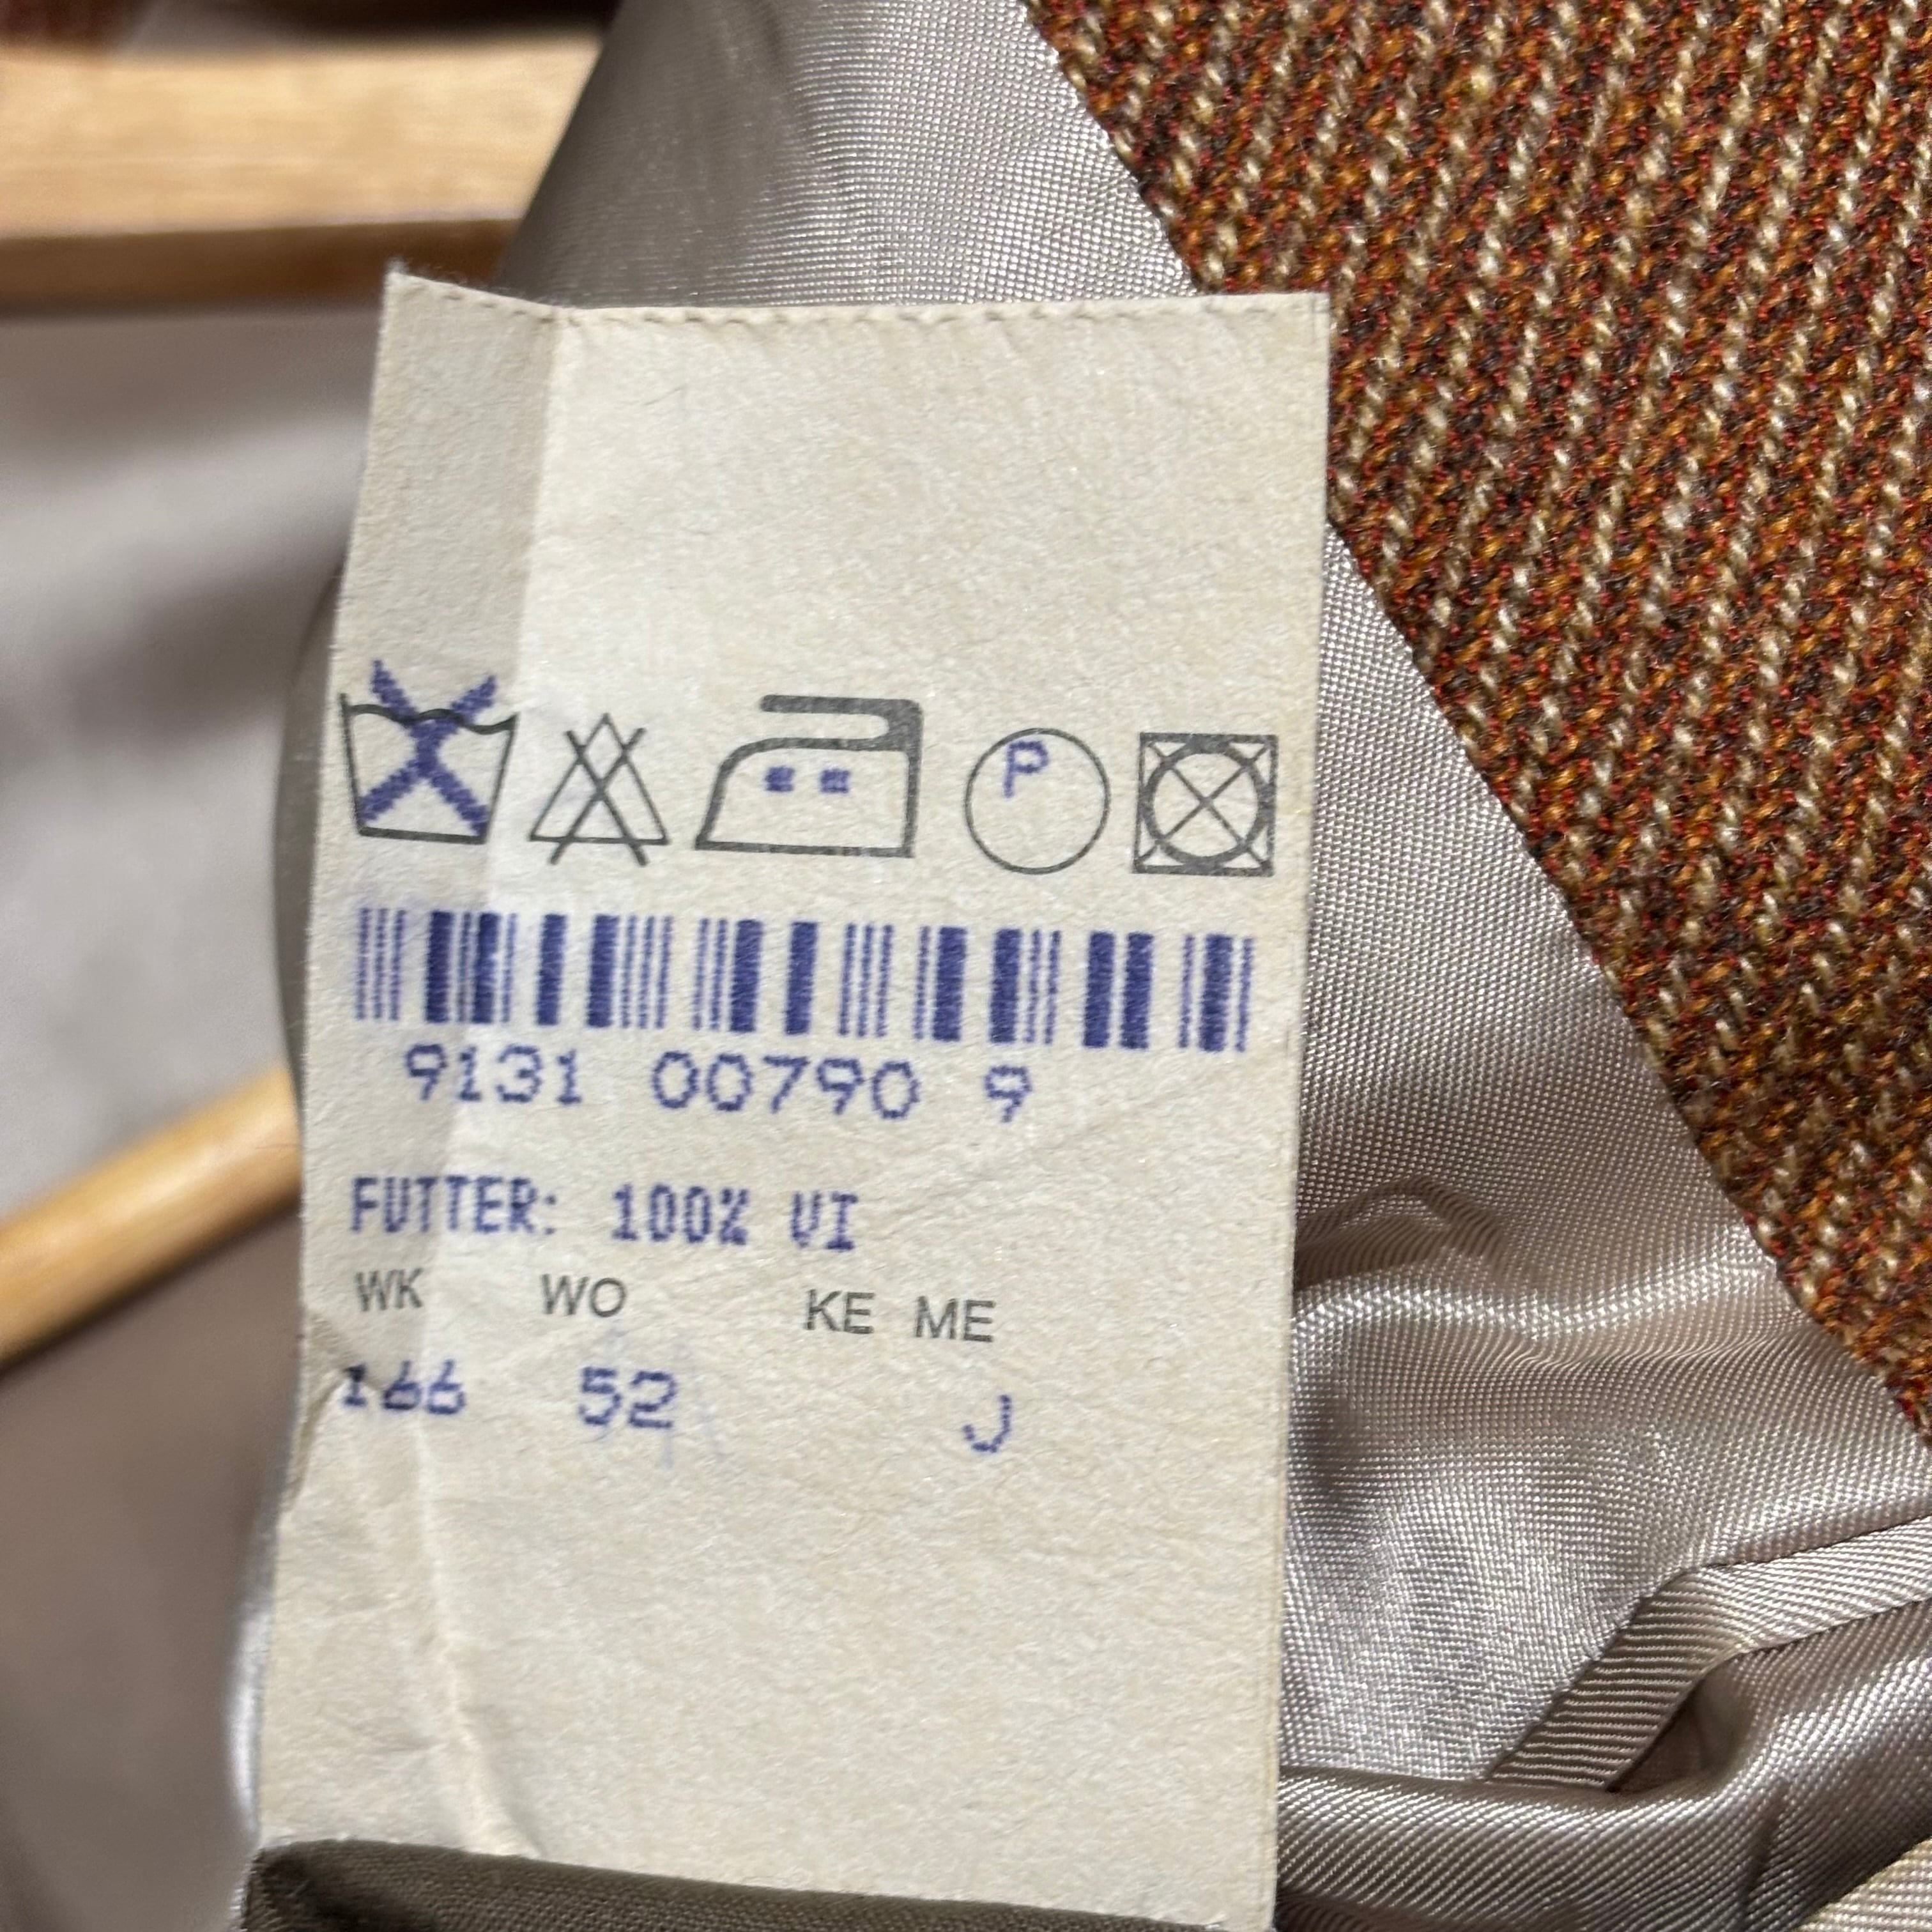 P
9131 00790 9
FUTTER: 100% VI
WK WO KE ME
166 52 J